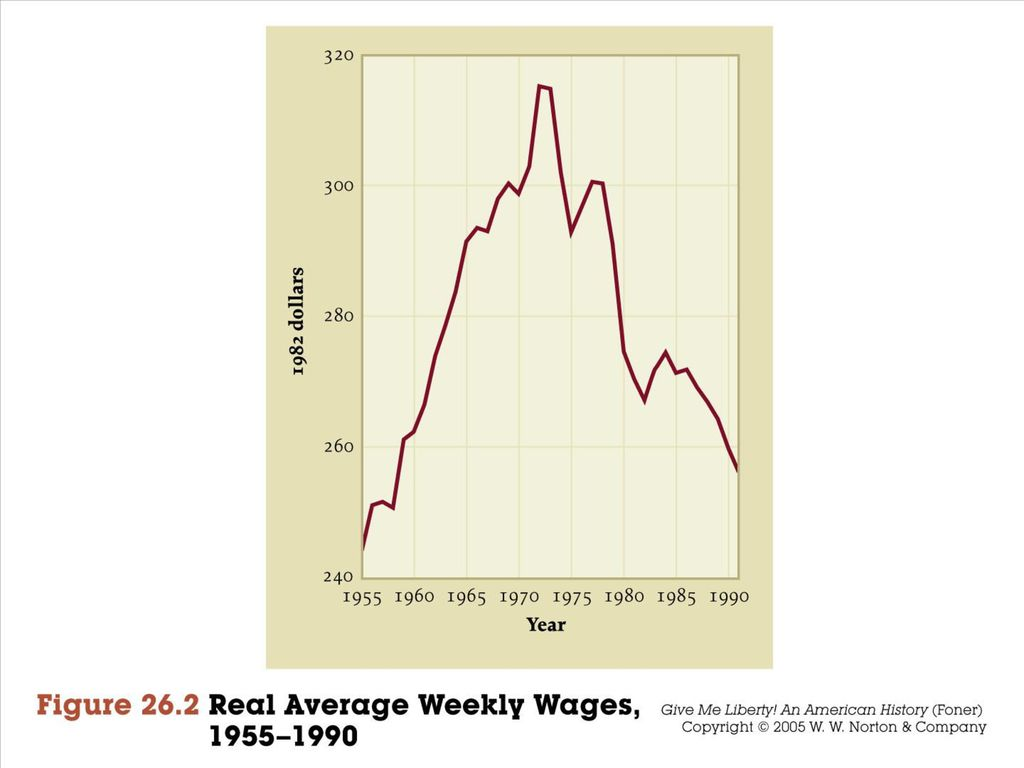 320
300
280
260
240
1982 dollars
1955 1960 1965 1970 1975 1980 1985 1990
Year
Figure 26.2 Real Average Weekly Wages,
1955–1990
Give Me Liberty! An American History (Foner)
Copyright © 2005 W. W. Norton & Company